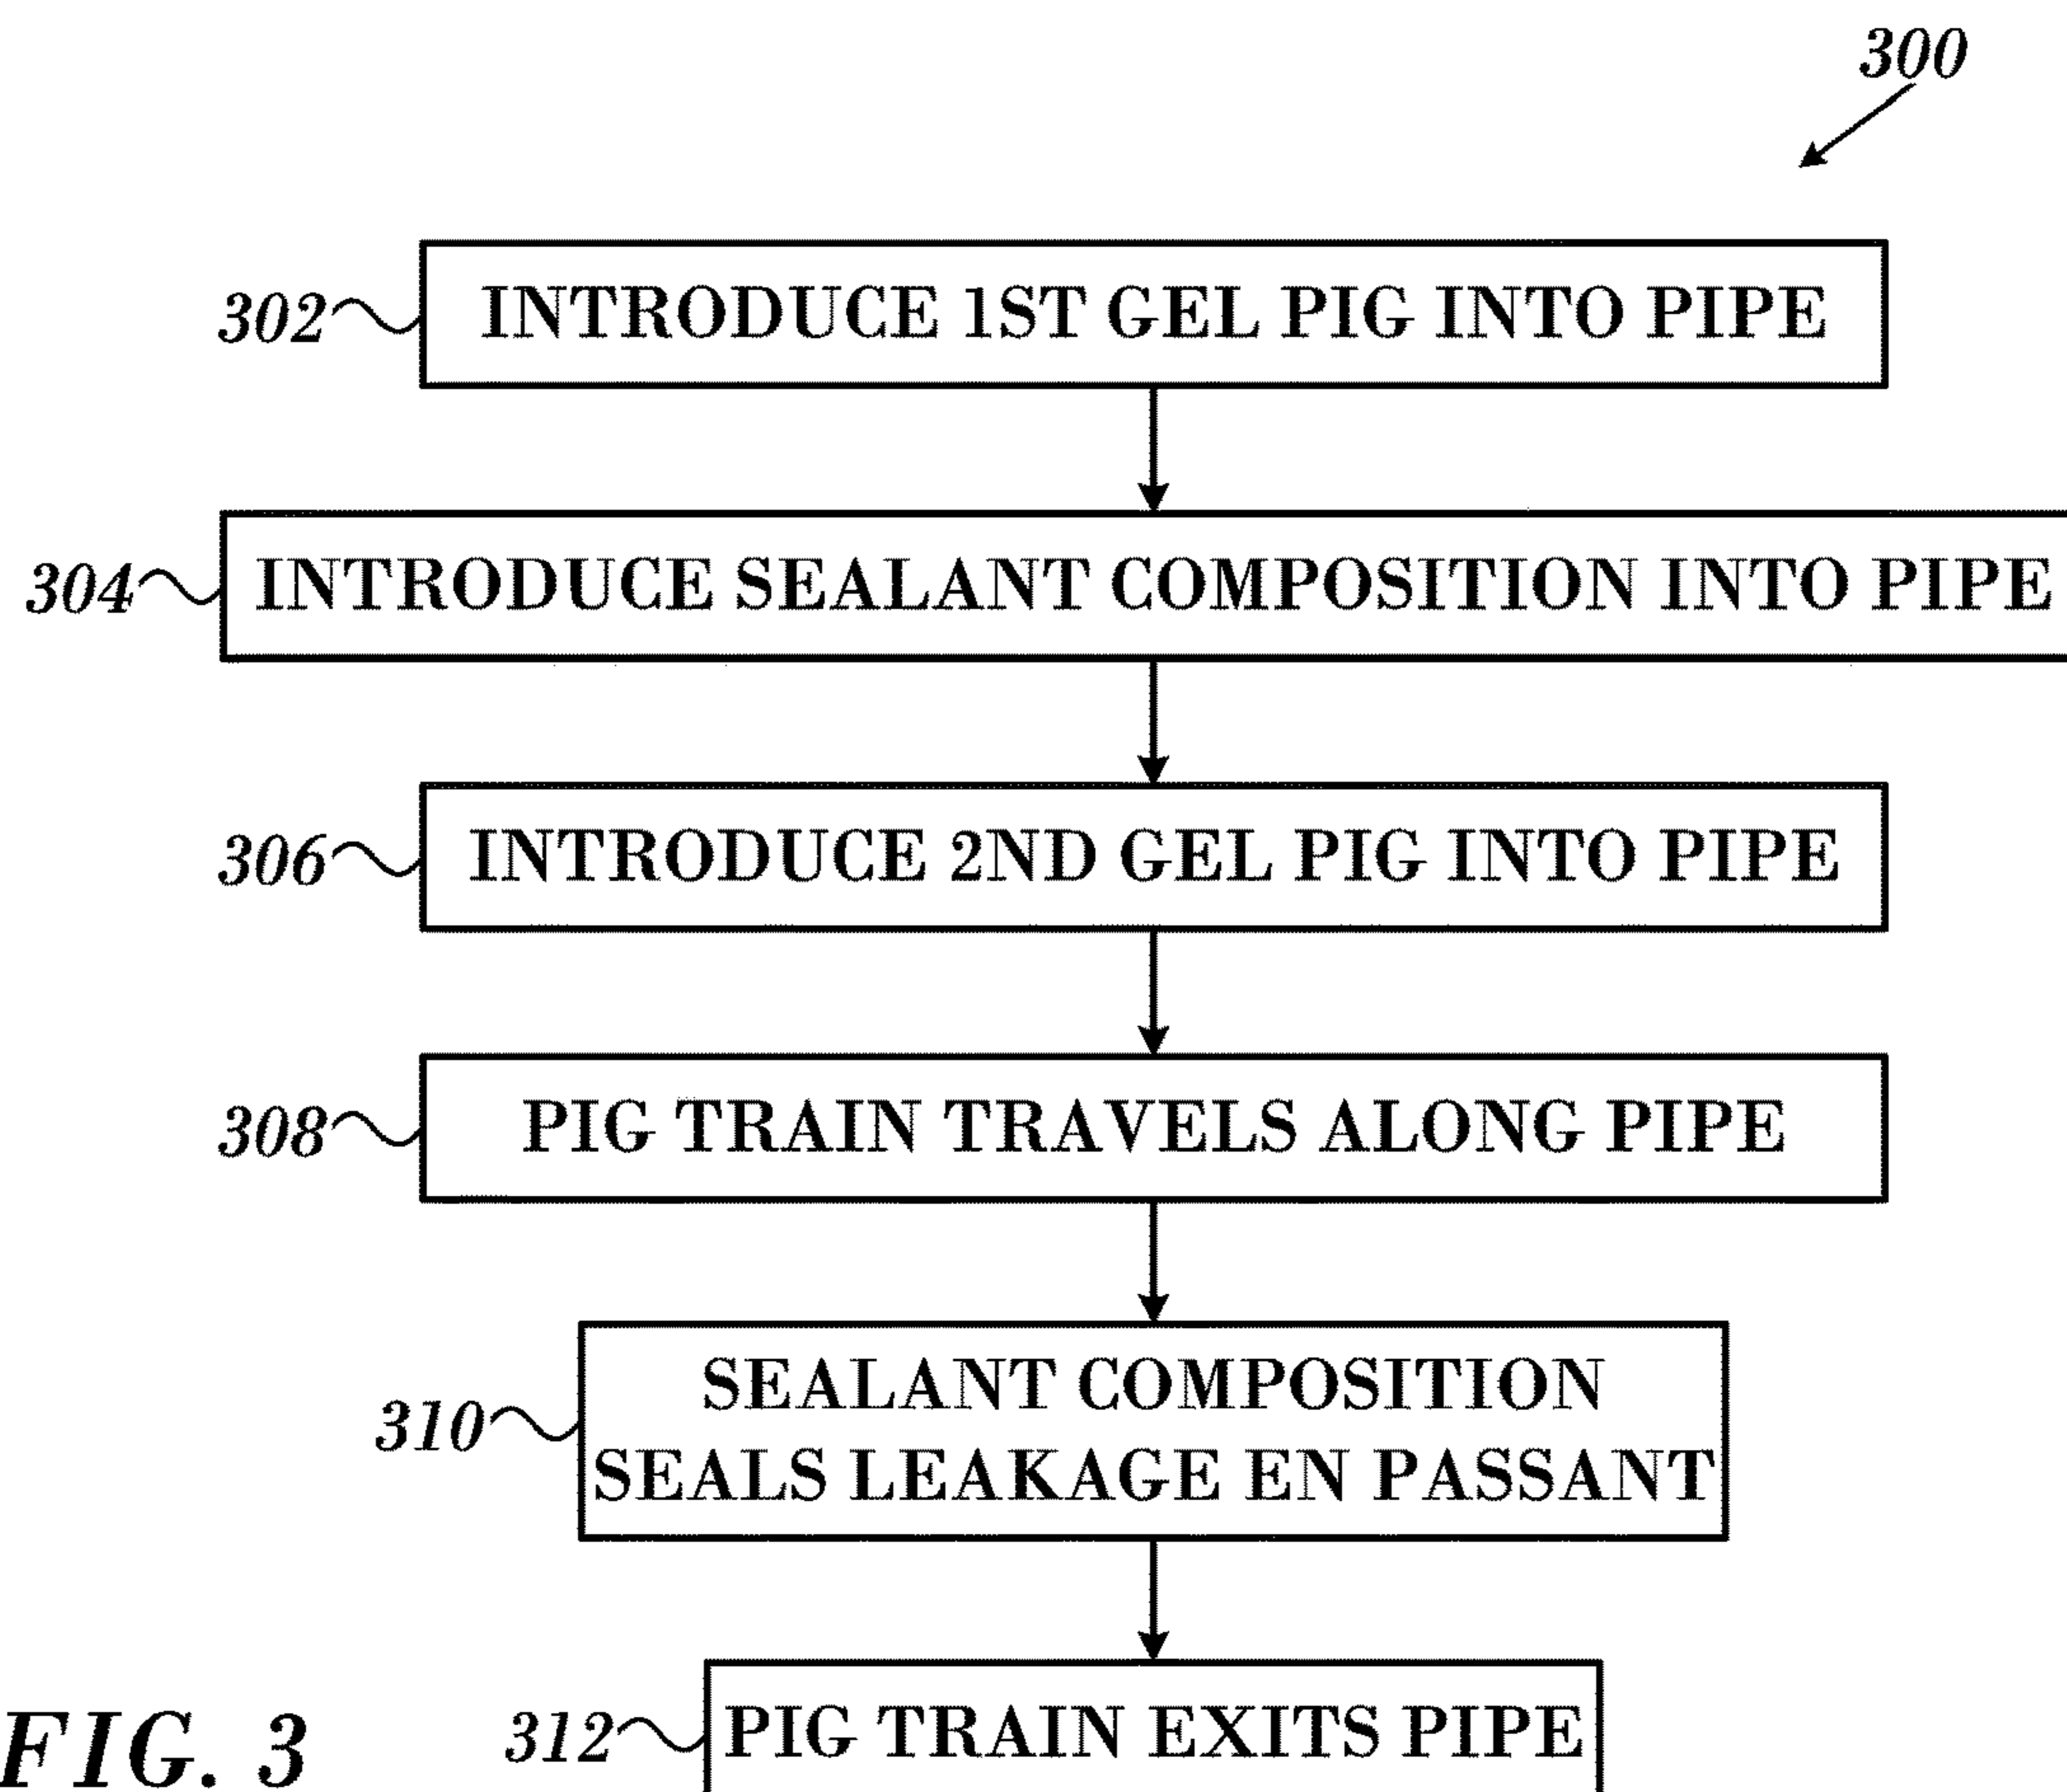 300
302 INTRODUCE 1ST GEL PIG INTO PIPE
304 INTRODUCE SEALANT COMPOSITION INTO PIPE
306 INTRODUCE 2ND GEL PIG INTO PIPE
308 PIG TRAIN TRAVELS ALONG PIPE
310 SEALANT COMPOSITION
SEALS LEAKAGE EN PASSANT
312 PIG TRAIN EXITS PIPE
FIG. 3